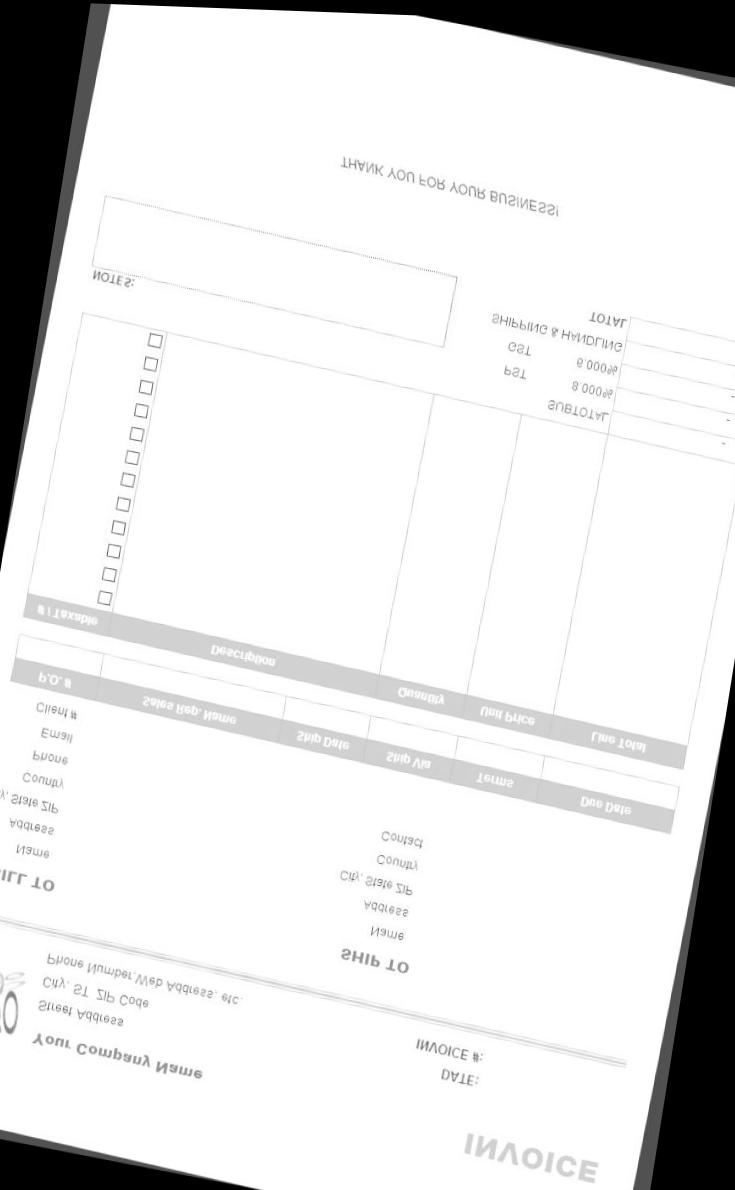 INVOICE
DATE:
INVOICE #:
Your Company Name
Street Address
City, ST ZIP Code
Phone Number,Web Address, etc.
SHIP TO
Name
Address
City, State ZIP
Country
Contact
ILL TO
Name
Address
y, State ZIP
Country
Phone
Email
Client #
P.O. # Sales Rep. Name Ship Date Ship Via Terms Due Date
# / Taxable Description Quantity Unit Price Line Total
SUBTOTAL -
PST 8.000% -
GST 6.000% -
SHIPPING & HANDLING
TOTAL
NOTES:
THANK YOU FOR YOUR BUSINESS!